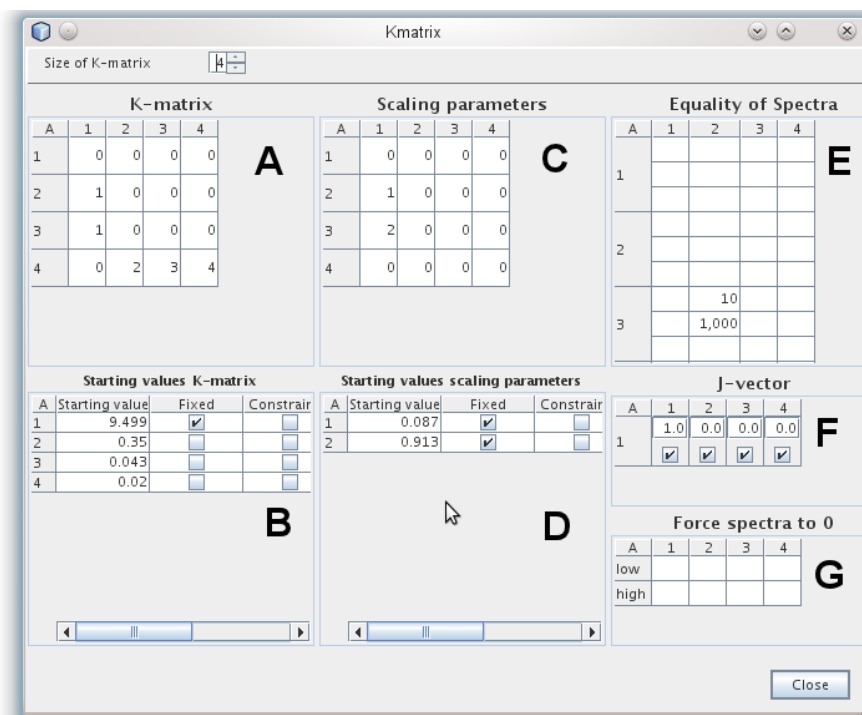 Kmatrix
Size of K-matrix 4
K-matrix
A 1 2 3 4
1 0 0 0 0
2 1 0 0 0
3 1 0 0 0
4 0 2 3 4
A
Scaling parameters
A 1 2 3 4
1 0 0 0 0
2 1 0 0 0
3 2 0 0 0
4 0 0 0 0
C
Equality of Spectra
A 1 2 3 4
1
2
10
3 1,000
E
Starting values K-matrix
A Starting value Fixed Constrair
1 9.499
2 0.35
3 0.043
4 0.02
B
Starting values scaling parameters
A Starting value Fixed Constrair
1 0.087
2 0.913
D
J-vector
A 1 2 3 4
1.0 0.0 0.0 0.0
1
F
Force spectra to 0
A 1 2 3 4
low
high
G
Close